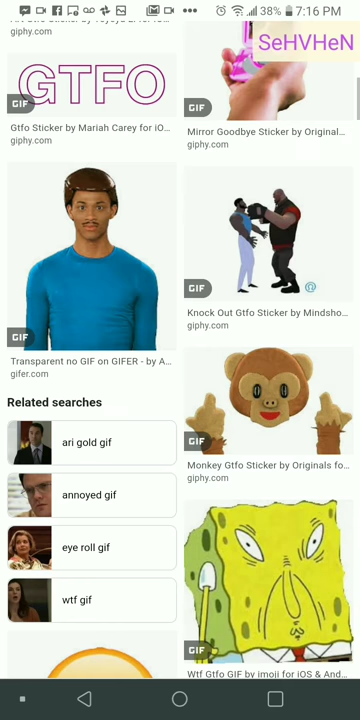 38% 7:16 PM
giphy.com
SeHVHeN
GTFO
GIF
Gtfo Sticker by Mariah Carey for iO...
giphy.com
GIF
Mirror Goodbye Sticker by Original...
giphy.com
GIF
Transparent no GIF on GIFER - by A...
gifer.com
GIF
@
Knock Out Gtfo Sticker by Mindsho...
giphy.com
GIF
Monkey Gtfo Sticker by Originals fo...
giphy.com
Related searches
ari gold gif
annoyed gif
eye roll gif
wtf gif
GIF
Wtf Gtfo GIF by imoji for iOS & And...